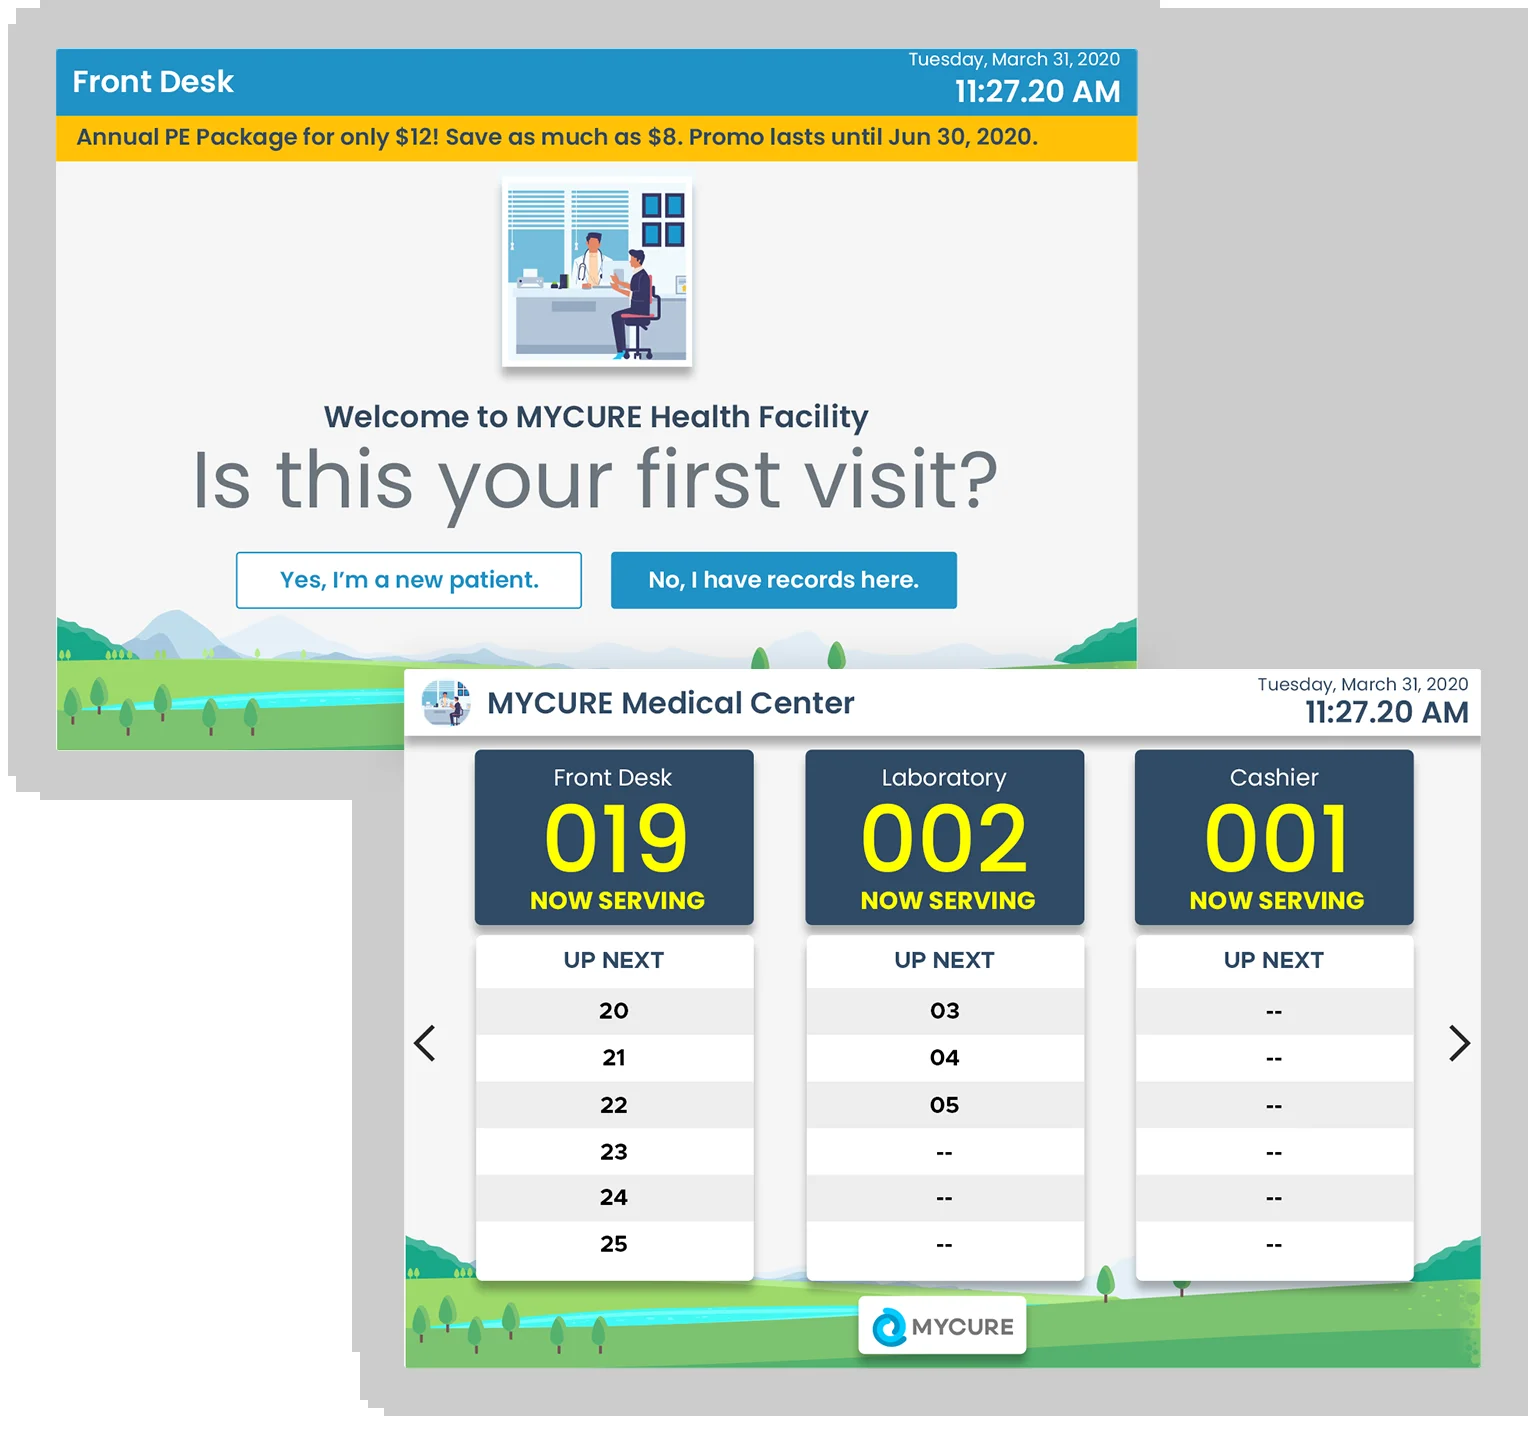 Front Desk
Tuesday, March 31, 2020
11:27.20 AM
Annual PE Package for only $12! Save as much as $8. Promo lasts until Jun 30, 2020.
Welcome to MYCURE Health Facility
Is this your first visit?
Yes, I'm a new patient.
No, I have records here.
MYCURE Medical Center
Tuesday, March 31, 2020
11:27.20 AM
Front Desk
019
NOW SERVING
UP NEXT
20
21
22
23
24
25
Laboratory
002
NOW SERVING
UP NEXT
03
04
05
--
--
--
Cashier
001
NOW SERVING
UP NEXT
--
--
--
--
--
--
MYCURE